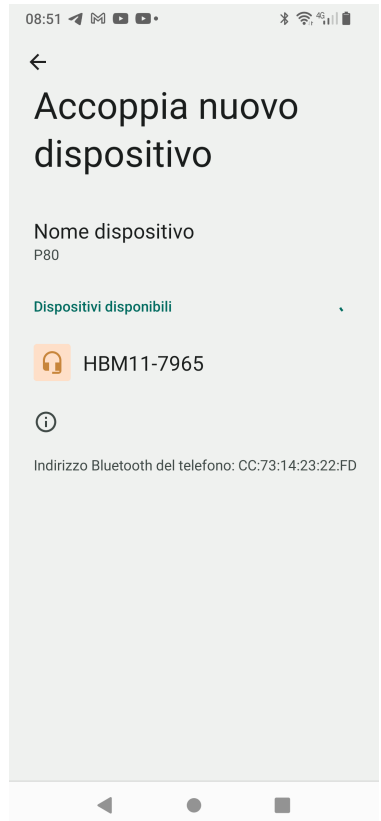 08:51
4G
Accoppia nuovo
dispositivo
Nome dispositivo
P80
Dispositivi disponibili
HBM11-7965
Indirizzo Bluetooth del telefono: CC:73:14:23:22:FD